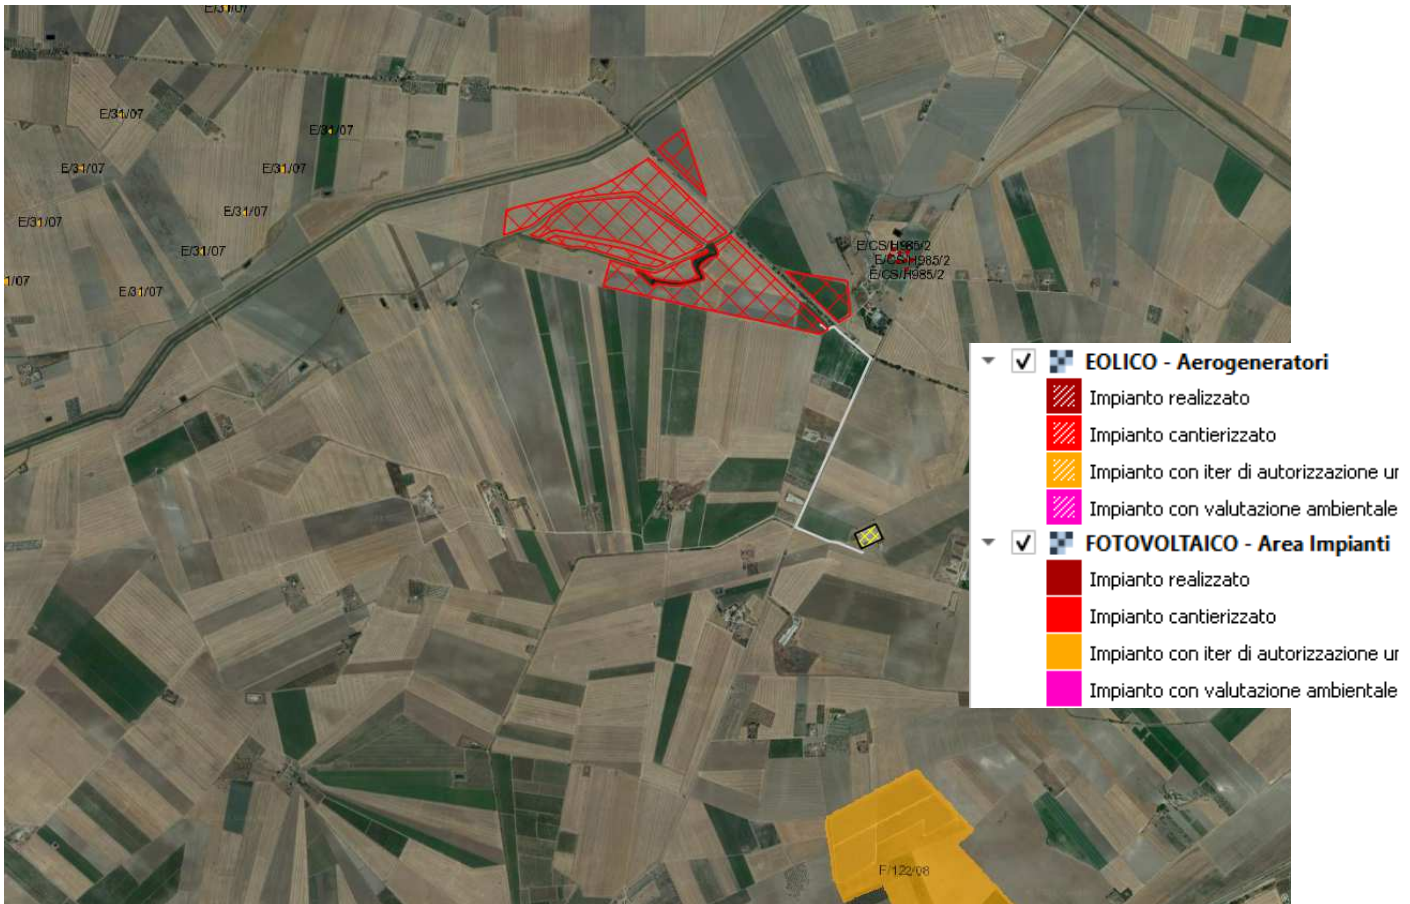 E/31/07
E/31/07
E/31/07
E/31/07
E/31/07
E/31/07
E/31/07
E/31/07
1/07
E/31/07
E/CS/H985/2
E/CS/H985/2
E/CS/H985/2
EOLICO - Aerogeneratori
Impianto realizzato
Impianto cantierizzato
Impianto con iter di autorizzazione ur
Impianto con valutazione ambientale
FOTOVOLTAICO - Area Impianti
Impianto realizzato
Impianto cantierizzato
Impianto con iter di autorizzazione ur
Impianto con valutazione ambientale
F/122/08